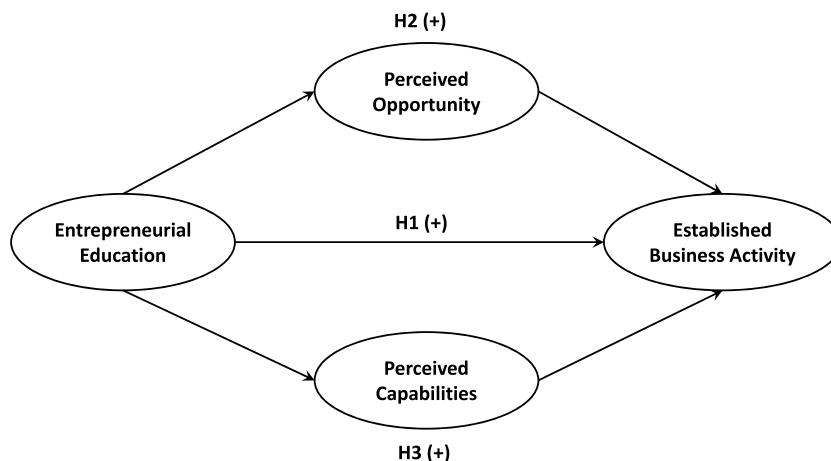 H2 (+)
Perceived
Opportunity
Entrepreneurial
Education
H1 (+)
Established
Business Activity
Perceived
Capabilities
H3 (+)